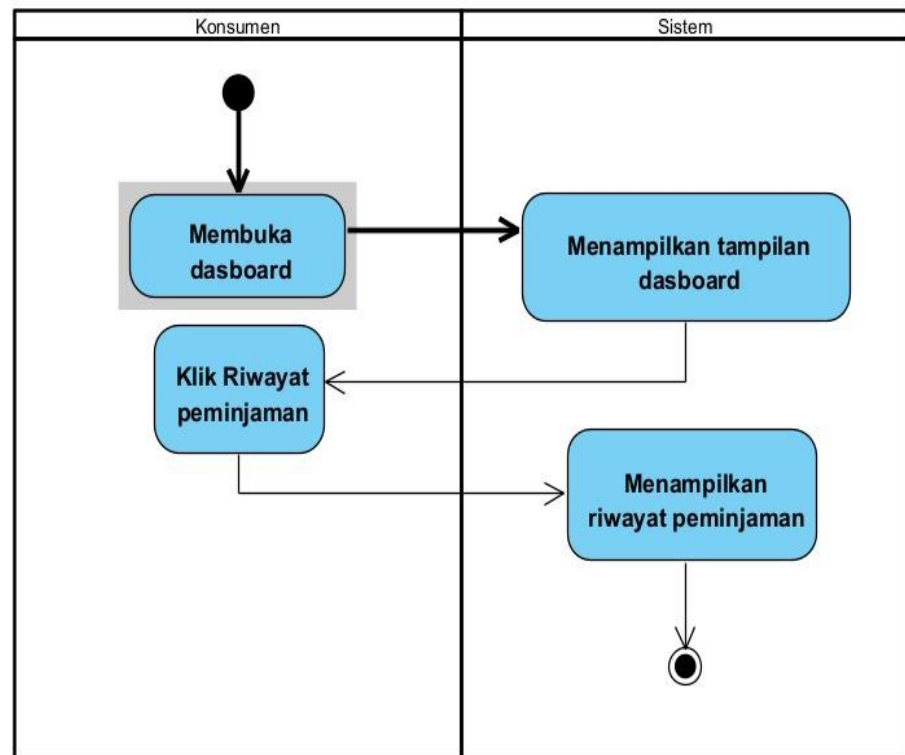 Konsumen
Sistem
Membuka
dasboard
Menampilkan tampilan
dasboard
Klik Riwayat
peminjaman
Menampilkan
riwayat peminjaman